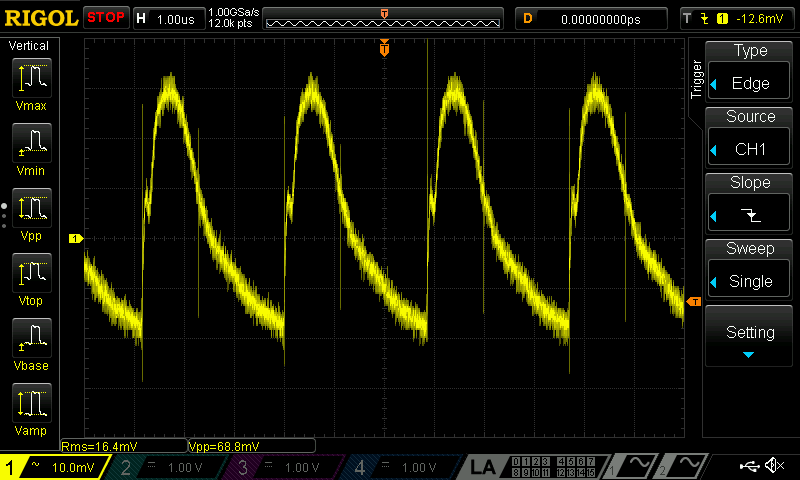 RIGOL STOP H 1.00us 1.00GSa/s 12.0k pts T D 0.00000000ps T 1 -12.6mV
Vertical
Vmax
Vmin
Vpp
Vtop
Vbase
Vamp
T
1
T
Trigger
Type
Edge
Source
CH1
Slope
Sweep
Single
Setting
Rms=16.4mV Vpp=68.8mV
1 ~ 10.0mV 2 1.00 V 3 1.00 V 4 1.00 V LA 0 1 2 3 4 5 6 7 1 2
8 9 10 11 12 13 14 15